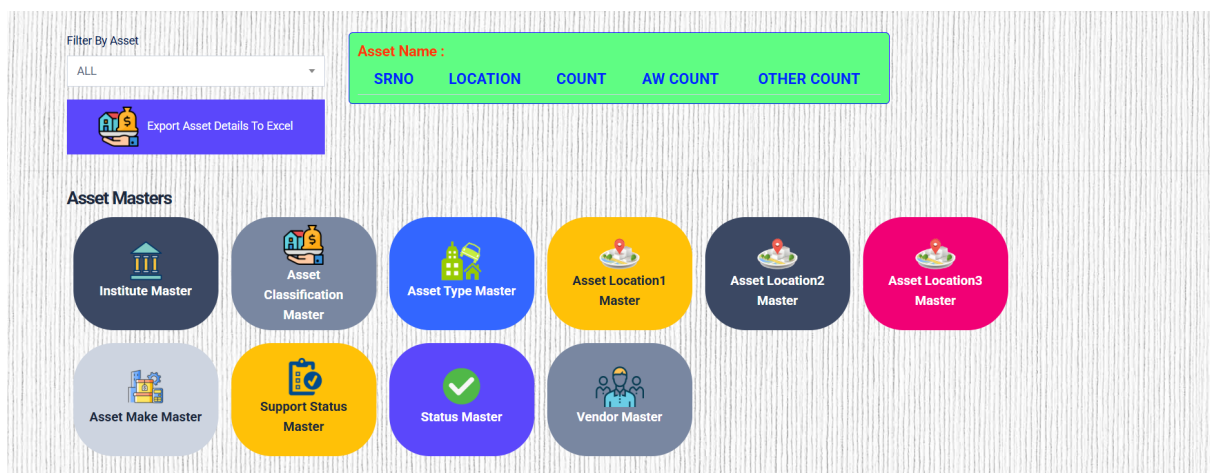 Filter By Asset
ALL
Export Asset Details To Excel
Asset Name :
SRNO LOCATION COUNT AW COUNT OTHER COUNT
Asset Masters
Institute Master
Asset
Classification
Master
Asset Type Master
Asset Location1
Master
Asset Location2
Master
Asset Location3
Master
Asset Make Master
Support Status
Master
Status Master
Vendor Master